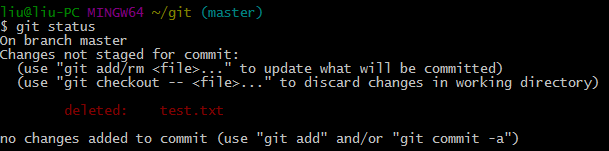 liu@liu-PC MINGW64 ~/git (master)
$ git status
On branch master
Changes not staged for commit:
  (use "git add/rm <file>..." to update what will be committed)
  (use "git checkout -- <file>..." to discard changes in working directory)
        deleted:    test.txt
no changes added to commit (use "git add" and/or "git commit -a")